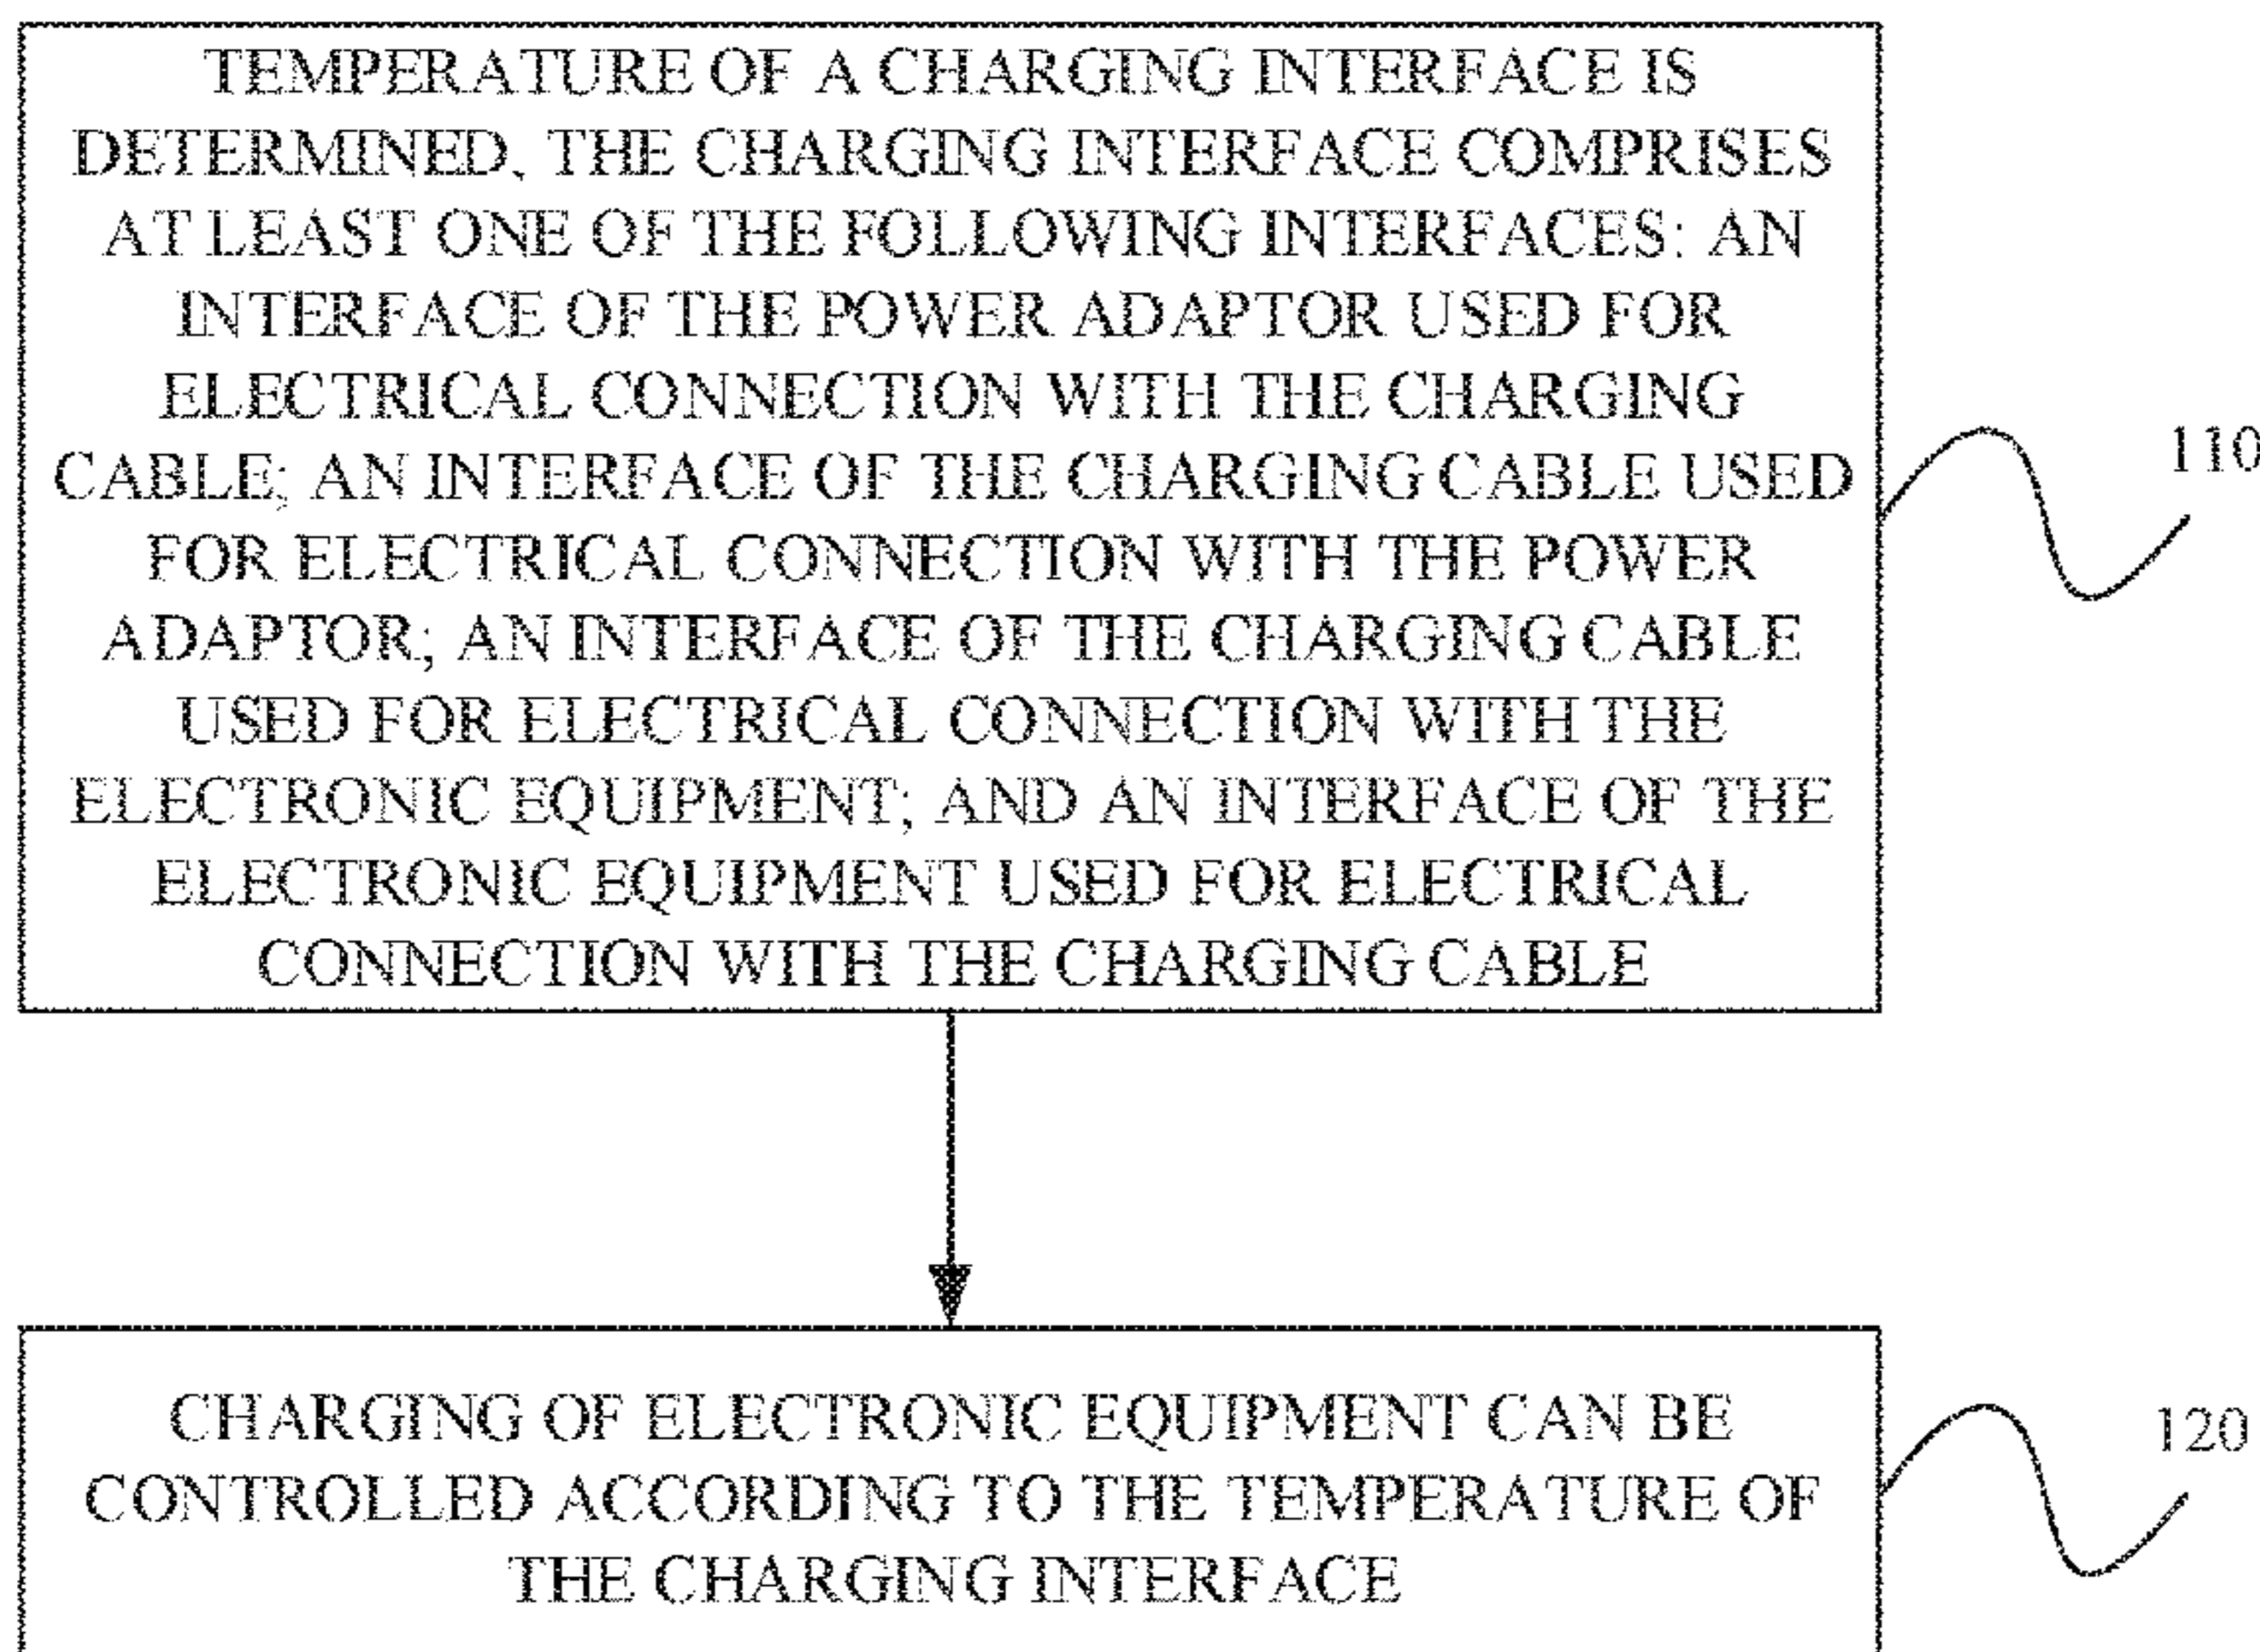 TEMPERATURE OF A CHARGING INTERFACE IS
DETERMINED, THE CHARGING INTERFACE COMPRISES
AT LEAST ONE OF THE FOLLOWING INTERFACES: AN
INTERFACE OF THE POWER ADAPTOR USED FOR
ELECTRICAL CONNECTION WITH THE CHARGING
CABLE; AN INTERFACE OF THE CHARGING CABLE USED
FOR ELECTRICAL CONNECTION WITH THE POWER
ADAPTOR; AN INTERFACE OF THE CHARGING CABLE
USED FOR ELECTRICAL CONNECTION WITH THE
ELECTRONIC EQUIPMENT; AND AN INTERFACE OF THE
ELECTRONIC EQUIPMENT USED FOR ELECTRICAL
CONNECTION WITH THE CHARGING CABLE
110
CHARGING OF ELECTRONIC EQUIPMENT CAN BE
CONTROLLED ACCORDING TO THE TEMPERATURE OF
THE CHARGING INTERFACE
120